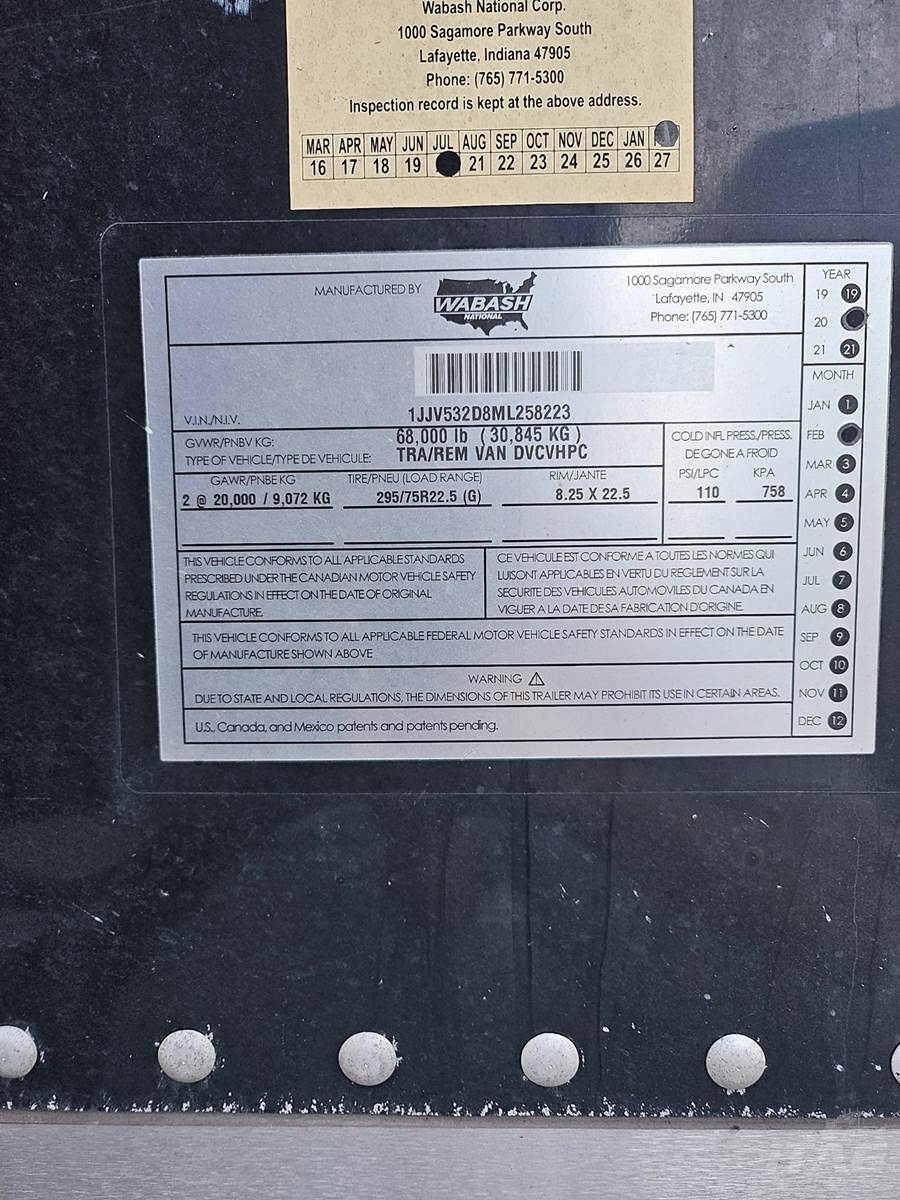 Wabash National Corp.
1000 Sagamore Parkway South
Lafayette, Indiana 47905
Phone: (765) 771-5300
Inspection record is kept at the above address.
MAR APR MAY JUN JUL AUG SEP OCT NOV DEC JAN
16 17 18 19 21 22 23 24 25 26 27
MANUFACTURED BY
WABASH
NATIONAL
1000 Sagamore Parkway South
Lafayette, IN 47905
Phone: (765) 771-5300
YEAR
19 19
20
21 21
MONTH
JAN 1
FEB
MAR 3
APR 4
MAY 5
JUN 6
JUL 7
AUG 8
SEP 9
OCT 10
NOV 11
DEC 12
V.I.N./N.I.V. 1JJV532D8ML258223
GVWR/PNBV KG: 68,000 lb ( 30,845 KG )
TYPE OF VEHICLE/TYPE DE VEHICULE: TRA/REM VAN DVCVHPC
COLD INFL. PRESS./PRESS.
DE GONE A FROID
PSI/LPC KPA
110 758
GAWR/PNBE KG TIRE/PNEU (LOAD RANGE) RIM/JANTE
2 @ 20,000 / 9,072 KG 295/75R22.5 (G) 8.25 X 22.5
THIS VEHICLE CONFORMS TO ALL APPLICABLE STANDARDS
PRESCRIBED UNDER THE CANADIAN MOTOR VEHICLE SAFETY
REGULATIONS IN EFFECT ON THE DATE OF ORIGINAL
MANUFACTURE.
CE VEHICULE EST CONFORME A TOUTES LES NORMES QUI
LUISONT APPLICABLES EN VERTU DU REGLEMENT SUR LA
SECURITE DES VEHICULES AUTOMOVILES DU CANADA EN
VIGUER A LA DATE DE SA FABRICATION D'ORIGINE.
THIS VEHICLE CONFORMS TO ALL APPLICABLE FEDERAL MOTOR VEHICLE SAFETY STANDARDS IN EFFECT ON THE DATE
OF MANUFACTURE SHOWN ABOVE
WARNING
DUE TO STATE AND LOCAL REGULATIONS, THE DIMENSIONS OF THIS TRAILER MAY PROHIBIT ITS USE IN CERTAIN AREAS.
U.S., Canada, and Mexico patents and patents pending.